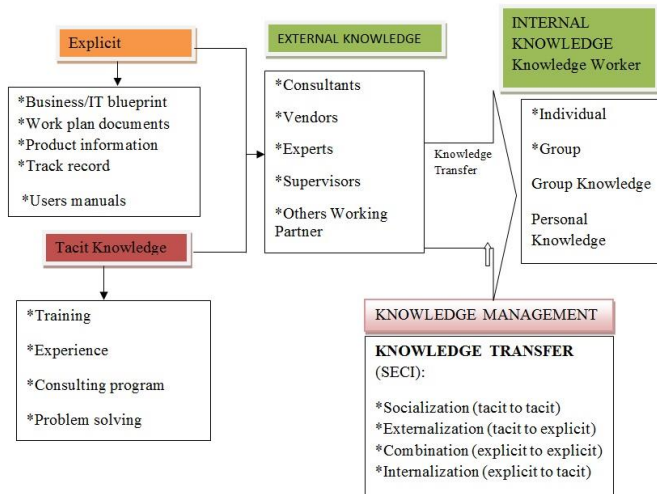 Explicit
*Business/IT blueprint
*Work plan documents
*Product information
*Track record
*Users manuals
Tacit Knowledge
*Training
*Experience
*Consulting program
*Problem solving
EXTERNAL KNOWLEDGE
*Consultants
*Vendors
*Experts
*Supervisors
*Others Working
Partner
Knowledge
Transfer
INTERNAL
KNOWLEDGE
Knowledge Worker
*Individual
*Group
Group Knowledge
Personal
Knowledge
KNOWLEDGE MANAGEMENT
KNOWLEDGE TRANSFER
(SECI):
*Socialization (tacit to tacit)
*Externalization (tacit to explicit)
*Combination (explicit to explicit)
*Internalization (explicit to tacit)